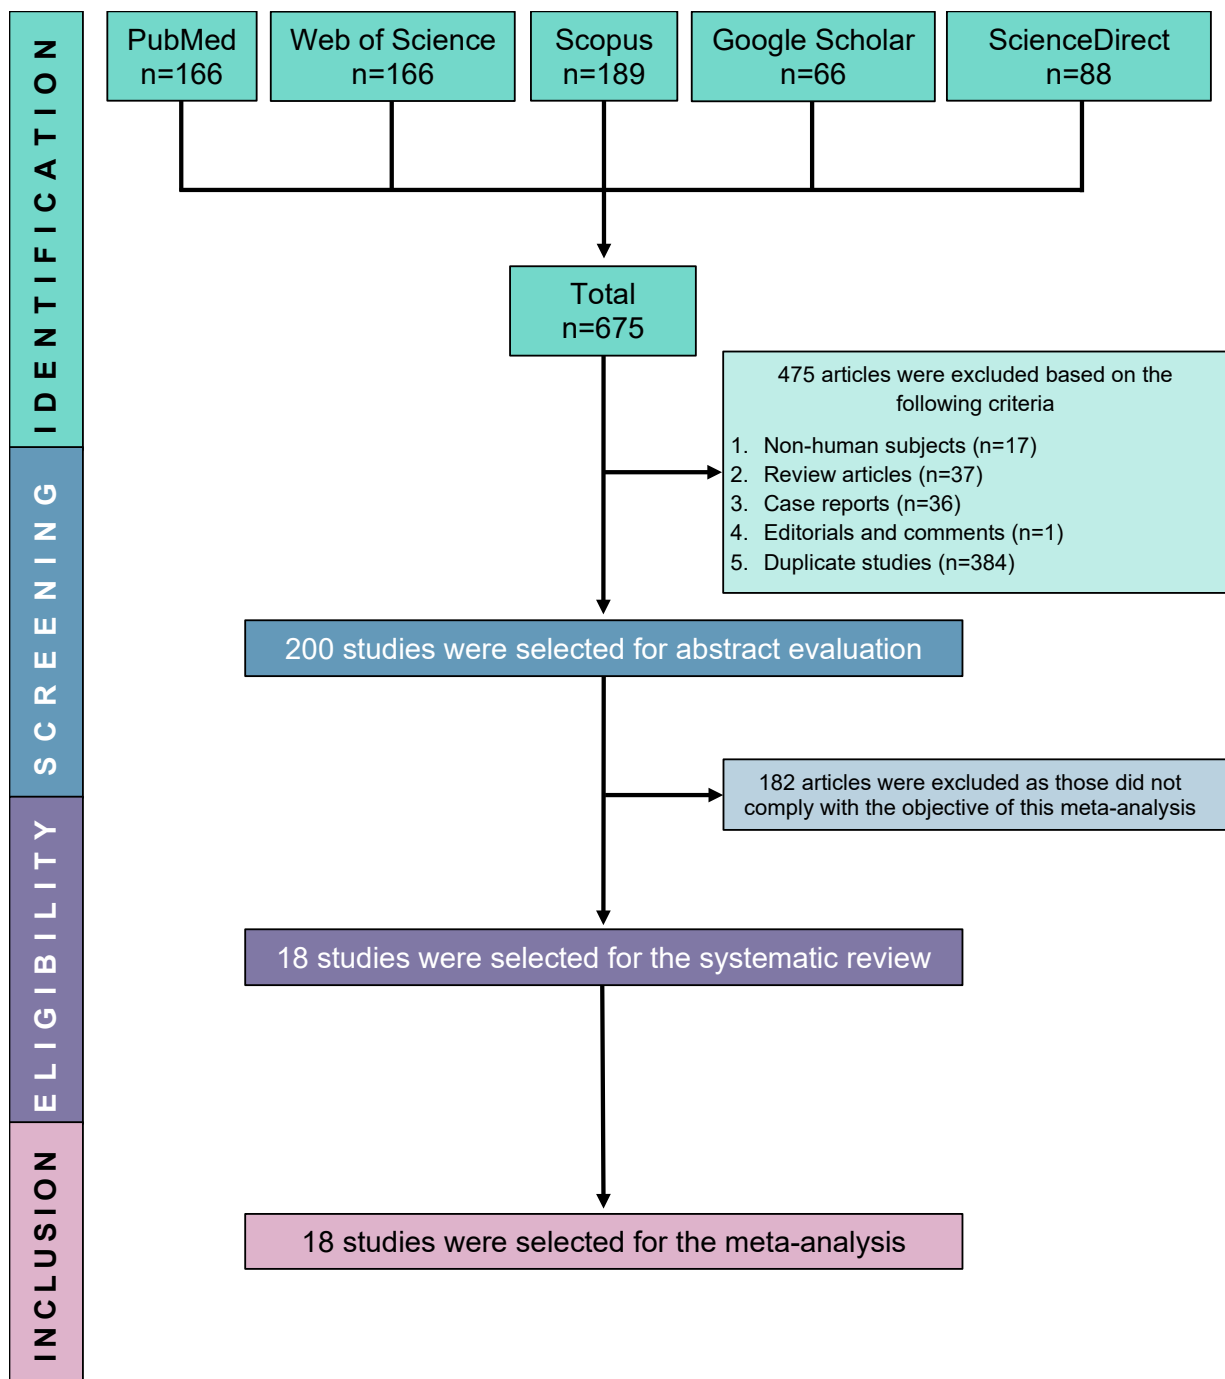 PubMed
n=166
Web of Science
n=166
Scopus
n=189
Google Scholar
n=66
ScienceDirect
n=88
IDENTIFICATION
Total
n=675
475 articles were excluded based on the
following criteria
1. Non-human subjects (n=17)
2. Review articles (n=37)
3. Case reports (n=36)
4. Editorials and comments (n=1)
5. Duplicate studies (n=384)
SCREENING
200 studies were selected for abstract evaluation
182 articles were excluded as those did not
comply with the objective of this meta-analysis
ELIGIBILITY
18 studies were selected for the systematic review
INCLUSION
18 studies were selected for the meta-analysis